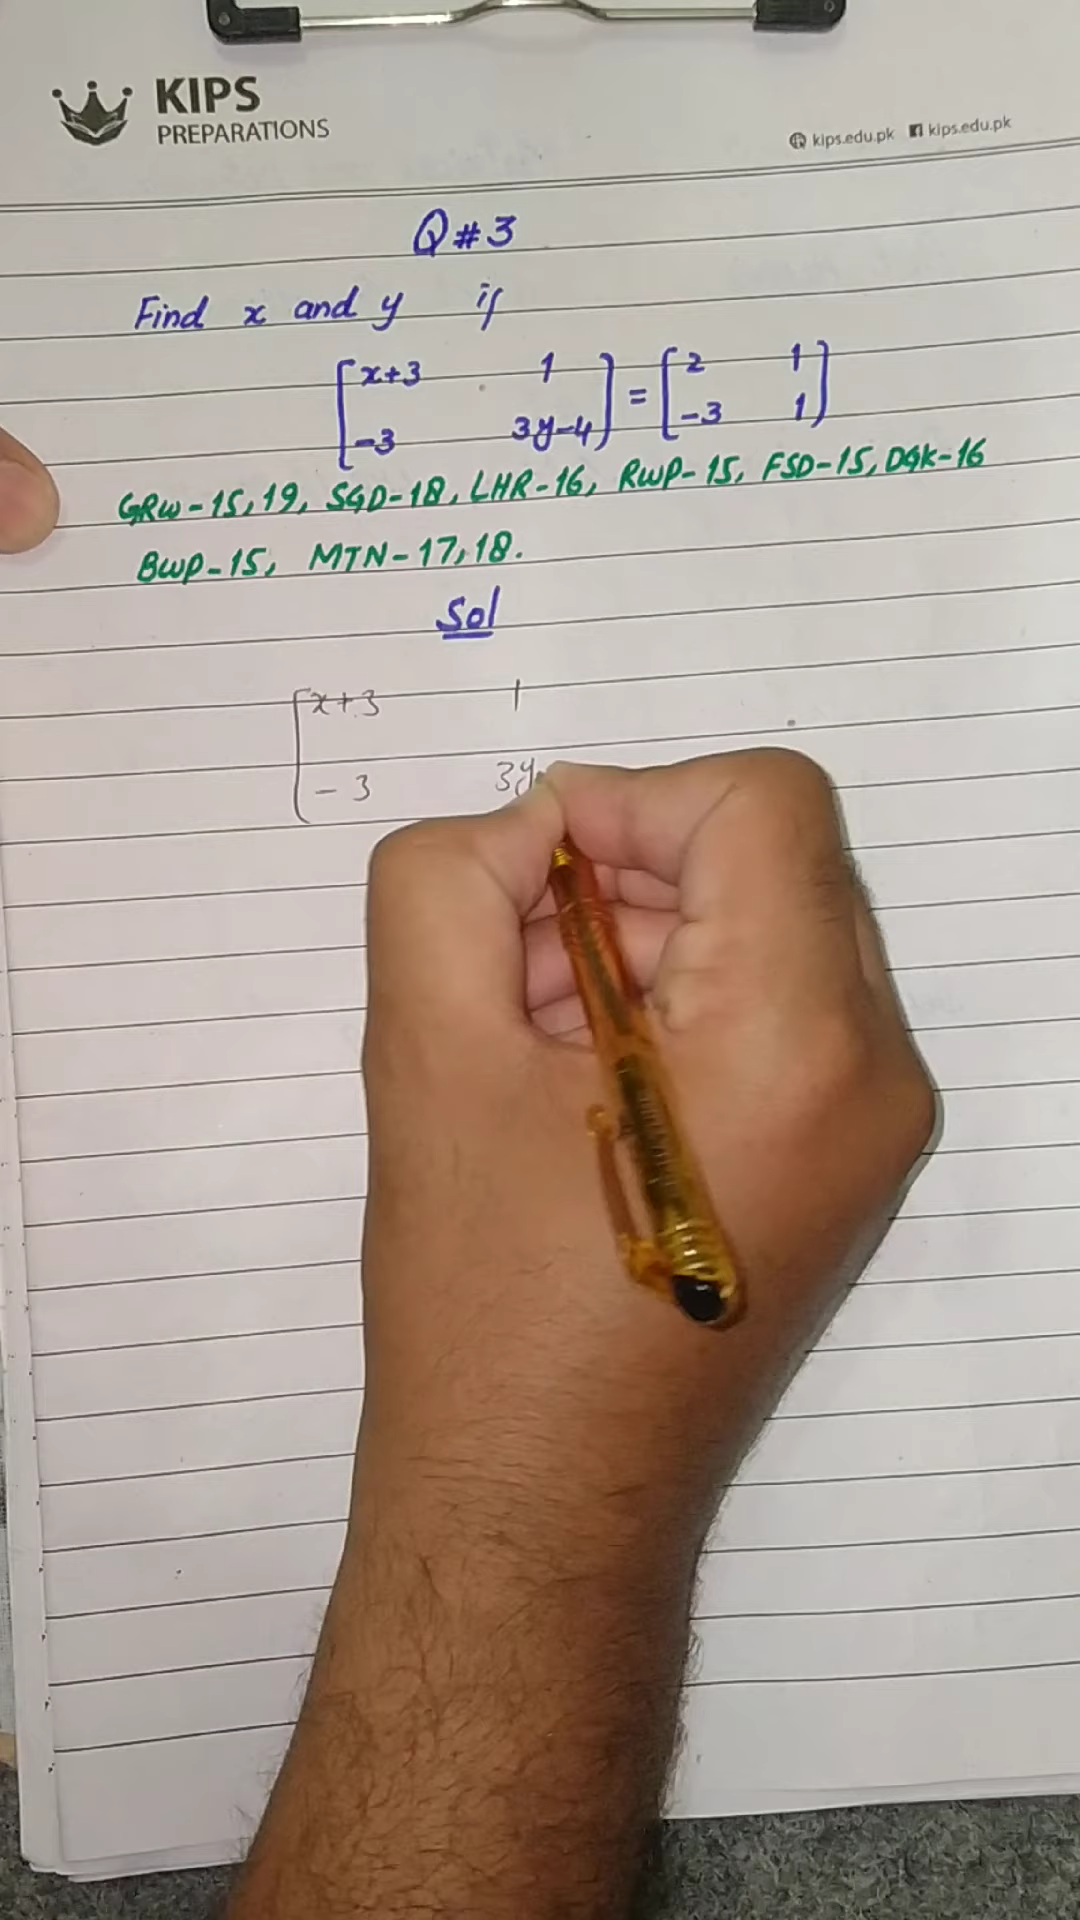 KIPS
PREPARATIONS
kips.edu.pk kips.edu.pk
Q#3
Find x and y if
[x+3 1] = [2 1]
[-3 3y-4] [-3 1]
GRW-15,19, SGD-18, LHR-16, RWP-15, FSD-15, DGK-16
BWP-15, MTN-17,18.
Sol
[x+3 1
-3 3y